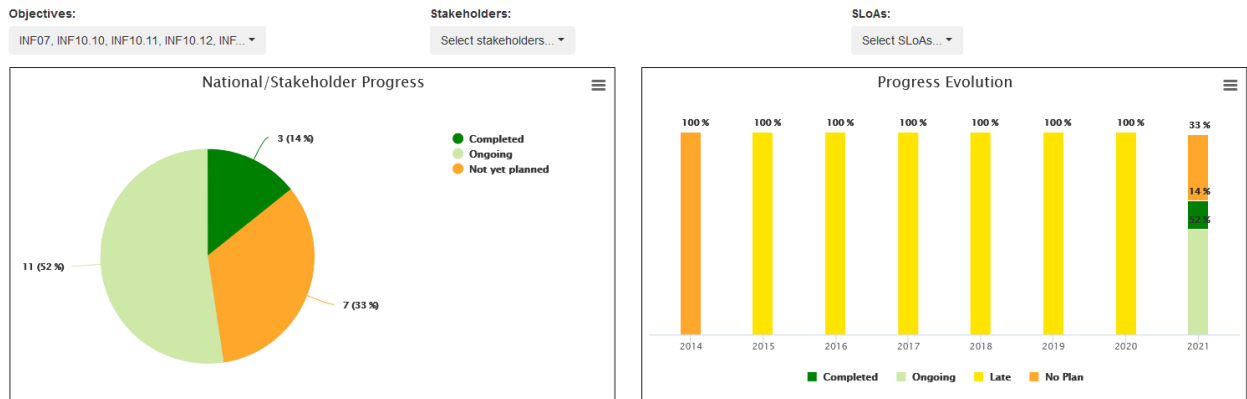 Objectives:
Stakeholders:
SLoAs:
INF07, INF10.10, INF10.11, INF10.12, INF...
Select stakeholders...
Select SLoAs...
National/Stakeholder Progress
3 (14 %)
11 (52 %)
7 (33 %)
Completed
Ongoing
Not yet planned
Progress Evolution
100 %
100 %
100 %
100 %
100 %
100 %
100 %
33 %
14 %
52 %
2014
2015
2016
2017
2018
2019
2020
2021
Completed
Ongoing
Late
No Plan